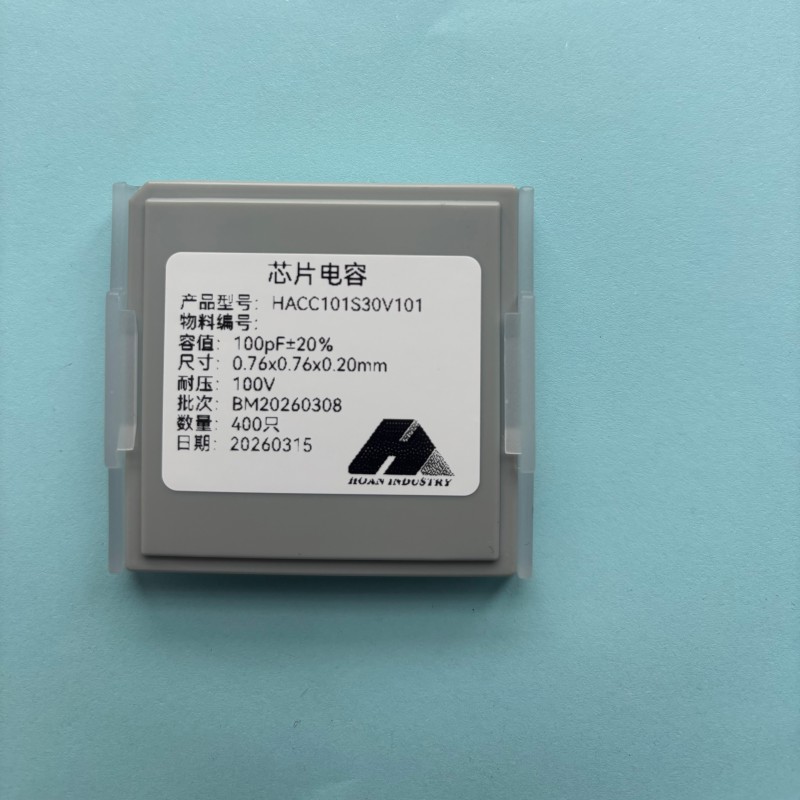 芯片电容
产品型号: HACC101S30V101
物料编号:
容值: 100pF±20%
尺寸: 0.76x0.76x0.20mm
耐压: 100V
批次: BM20260308
数量: 400只
日期: 20260315
HOAN INDUSTRY